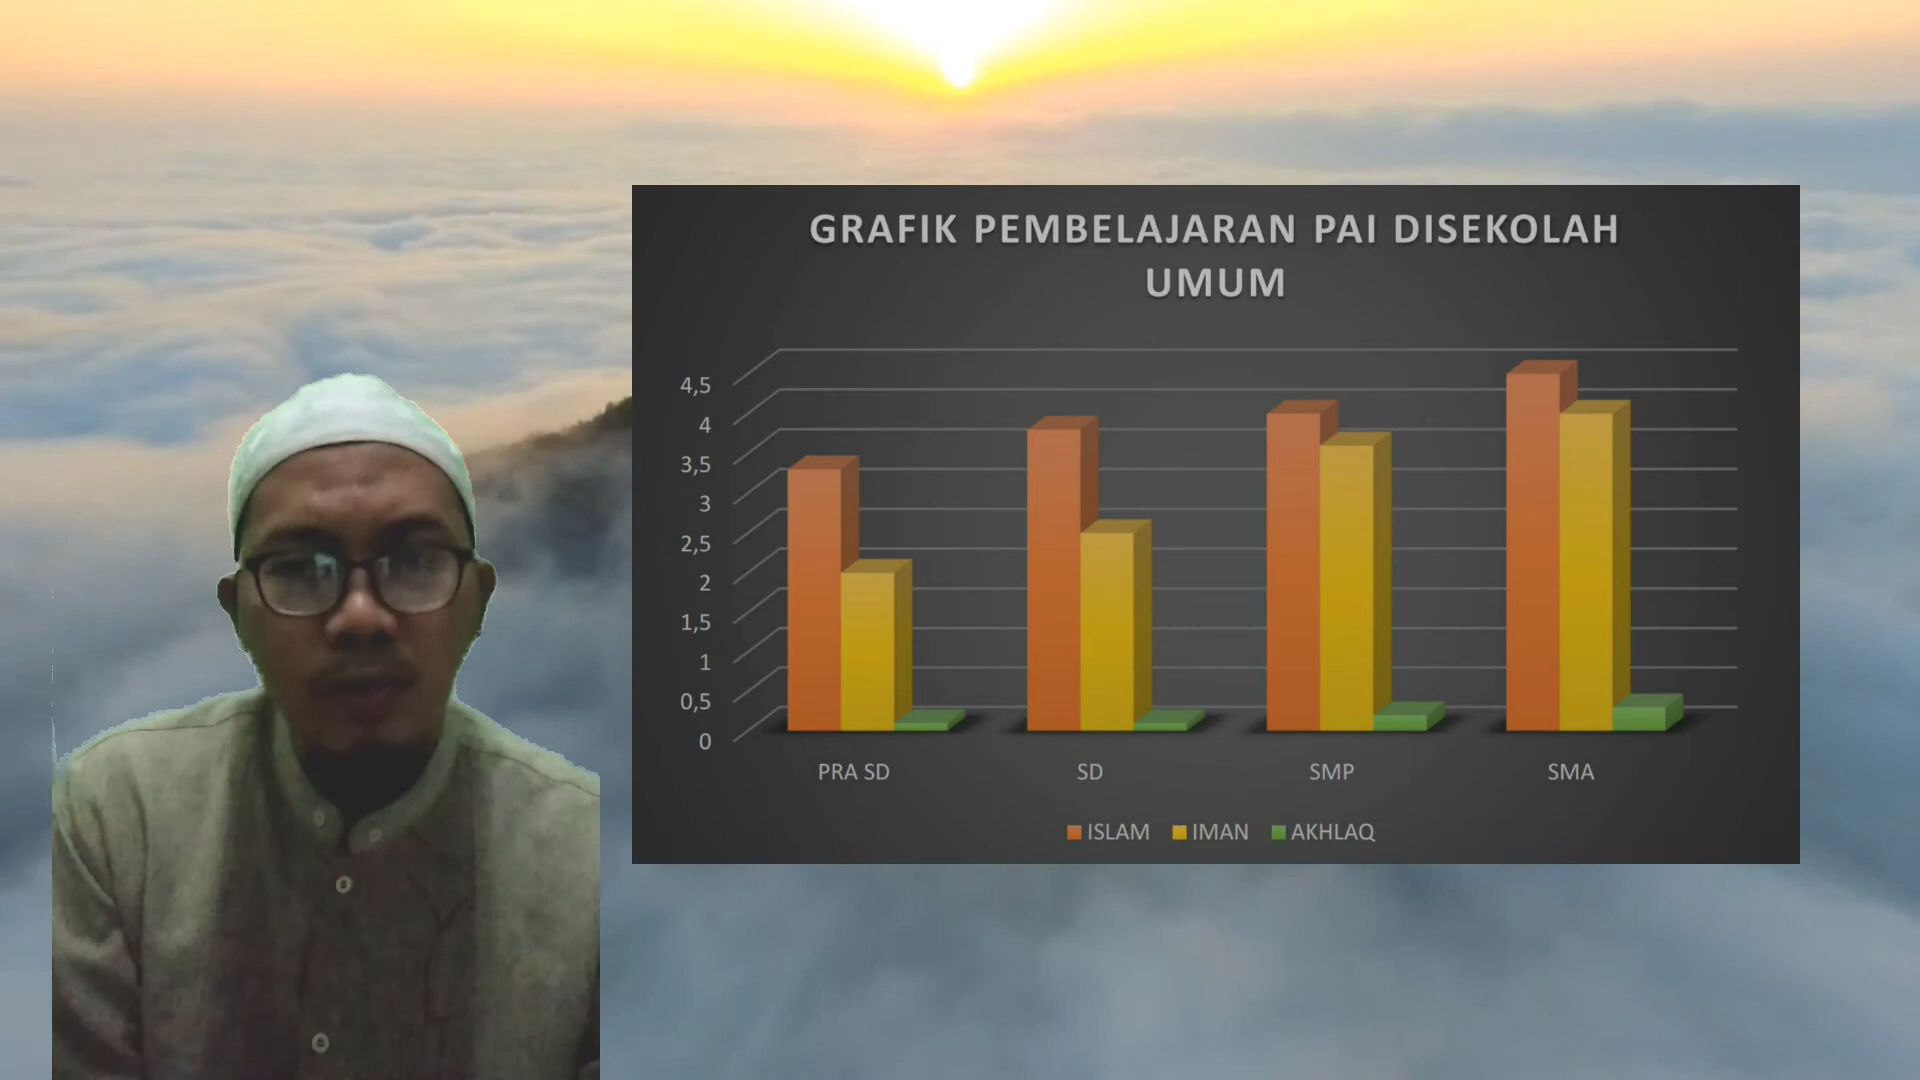 GRAFIK PEMBELAJARAN PAI DISEKOLAH
UMUM
4,5
4
3,5
3
2,5
2
1,5
1
0,5
0
PRA SD SD SMP SMA
ISLAM IMAN AKHLAQ